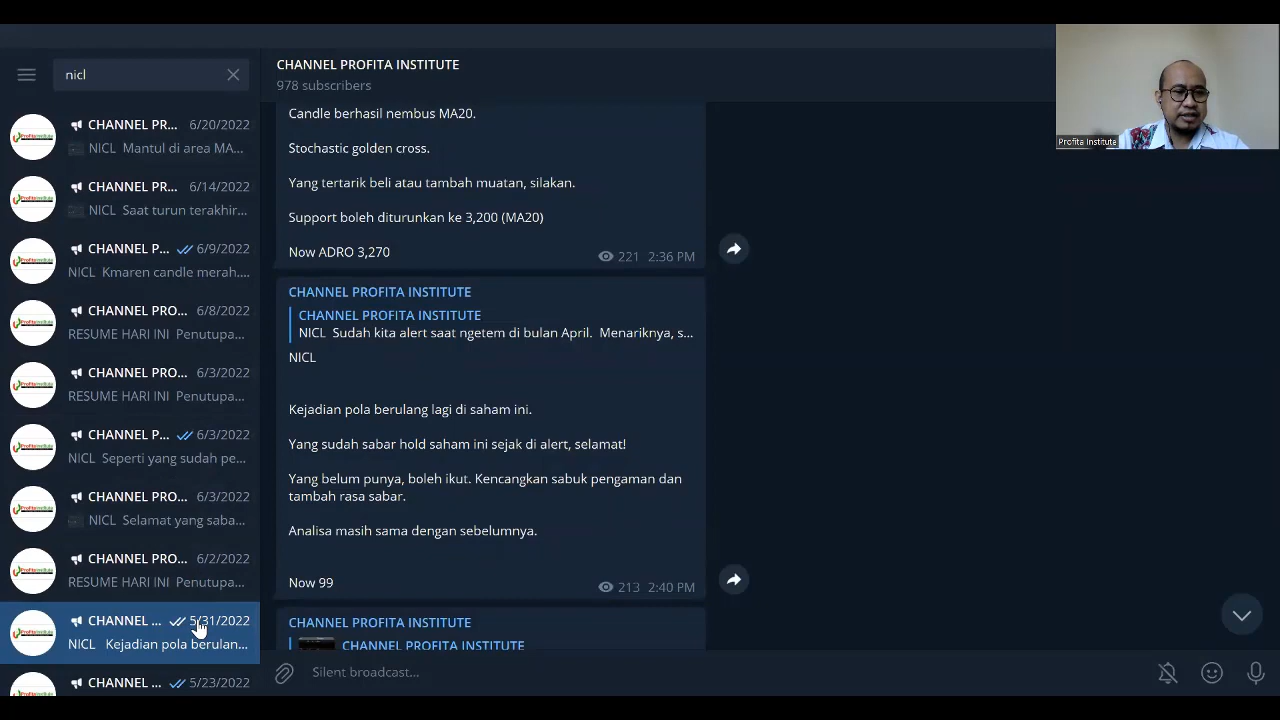 nicl
CHANNEL PR... 6/20/2022
NICL Mantul di area MA...
CHANNEL PR... 6/14/2022
NICL Saat turun terakhir...
CHANNEL P... 6/9/2022
NICL Kmaren candle merah....
CHANNEL PRO... 6/8/2022
RESUME HARI INI Penutupa...
CHANNEL PRO... 6/3/2022
RESUME HARI INI Penutupa...
CHANNEL P... 6/3/2022
NICL Seperti yang sudah pe...
CHANNEL PRO... 6/3/2022
NICL Selamat yang saba...
CHANNEL PRO... 6/2/2022
RESUME HARI INI Penutupa...
CHANNEL ... 5/31/2022
NICL Kejadian pola berulan...
CHANNEL ... 5/23/2022
CHANNEL PROFITA INSTITUTE
978 subscribers
Candle berhasil nembus MA20.
Stochastic golden cross.
Yang tertarik beli atau tambah muatan, silakan.
Support boleh diturunkan ke 3,200 (MA20)
Now ADRO 3,270
221 2:36 PM
CHANNEL PROFITA INSTITUTE
CHANNEL PROFITA INSTITUTE
NICL Sudah kita alert saat ngetem di bulan April. Menariknya, s...
NICL
Kejadian pola berulang lagi di saham ini.
Yang sudah sabar hold saham ini sejak di alert, selamat!
Yang belum punya, boleh ikut. Kencangkan sabuk pengaman dan
tambah rasa sabar.
Analisa masih sama dengan sebelumnya.
Now 99
213 2:40 PM
CHANNEL PROFITA INSTITUTE
CHANNEL PROFITA INSTITUTE
Silent broadcast...
Profita Institute